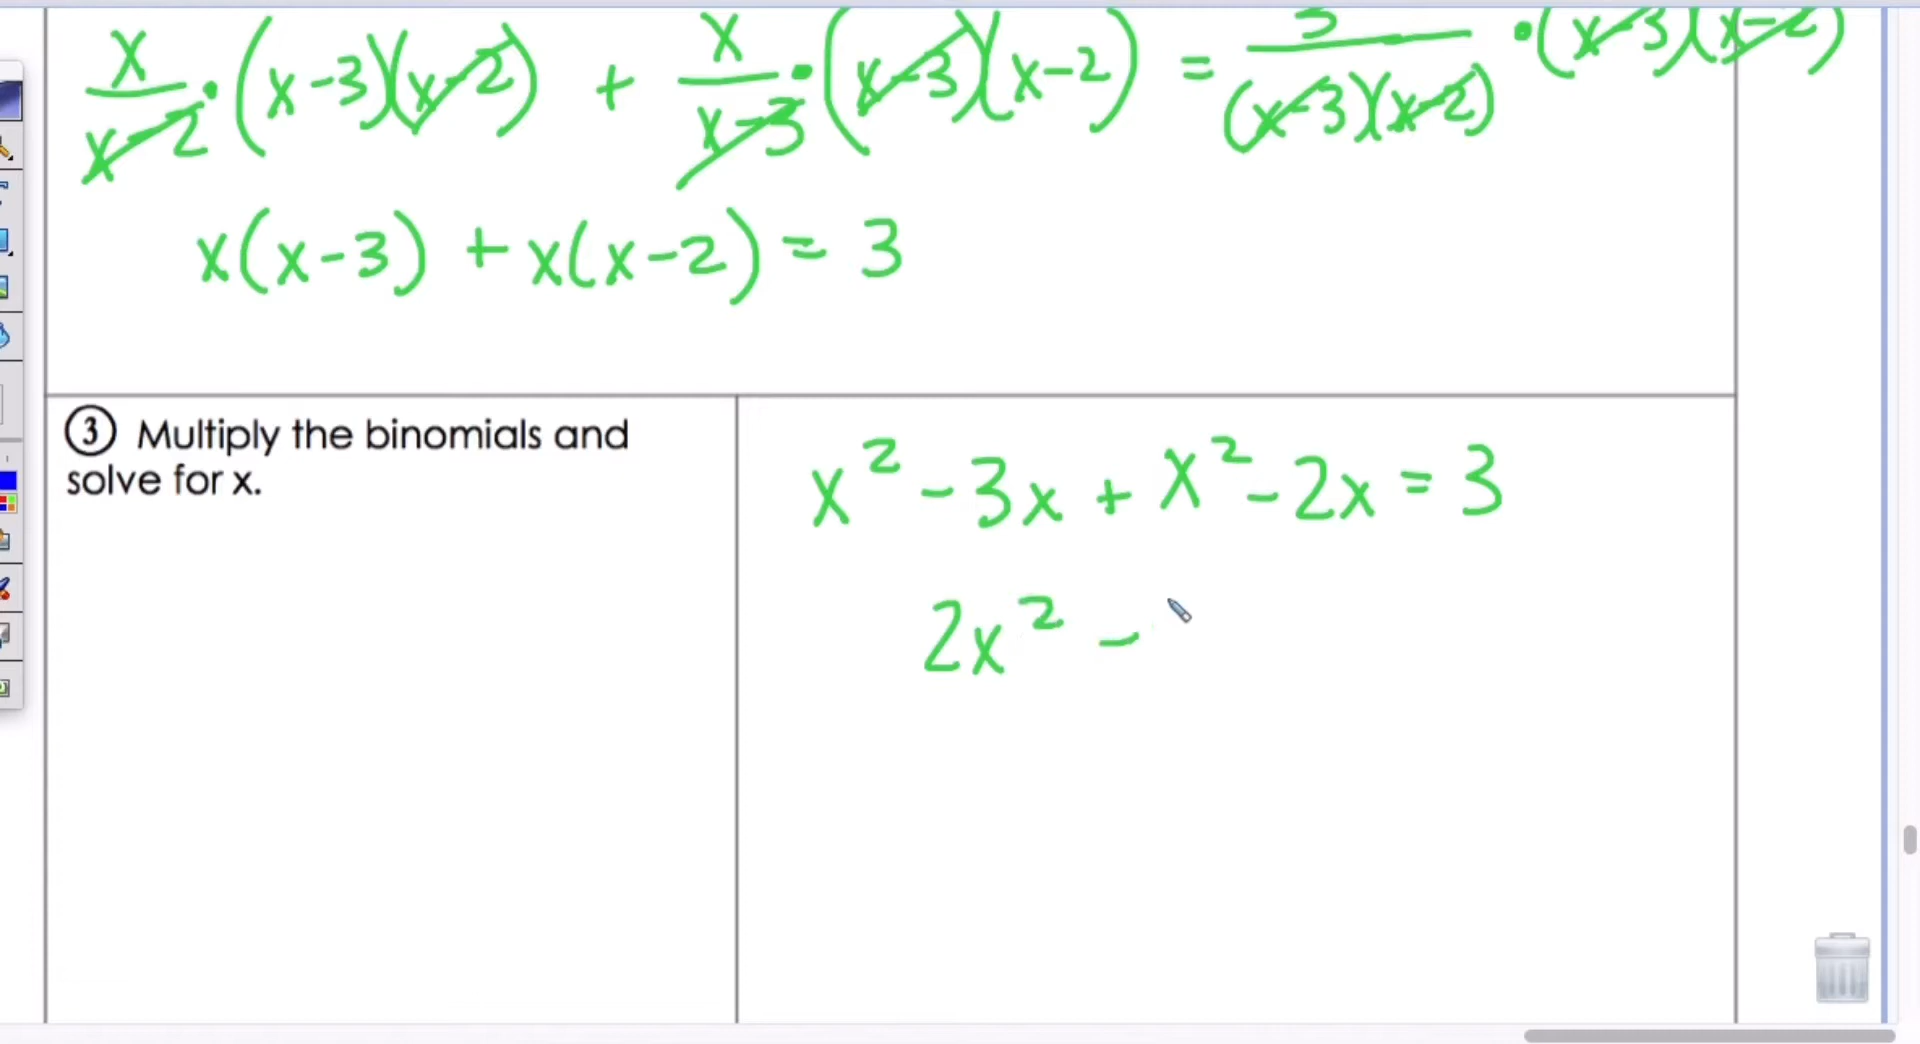 x/(x-2) · (x-3)(x-2) + x/(x-3) · (x-3)(x-2) = 3/((x-3)(x-2)) · (x-3)(x-2)
x(x-3) + x(x-2) = 3
③ Multiply the binomials and
solve for x.
x² - 3x + x² - 2x = 3
2x² -